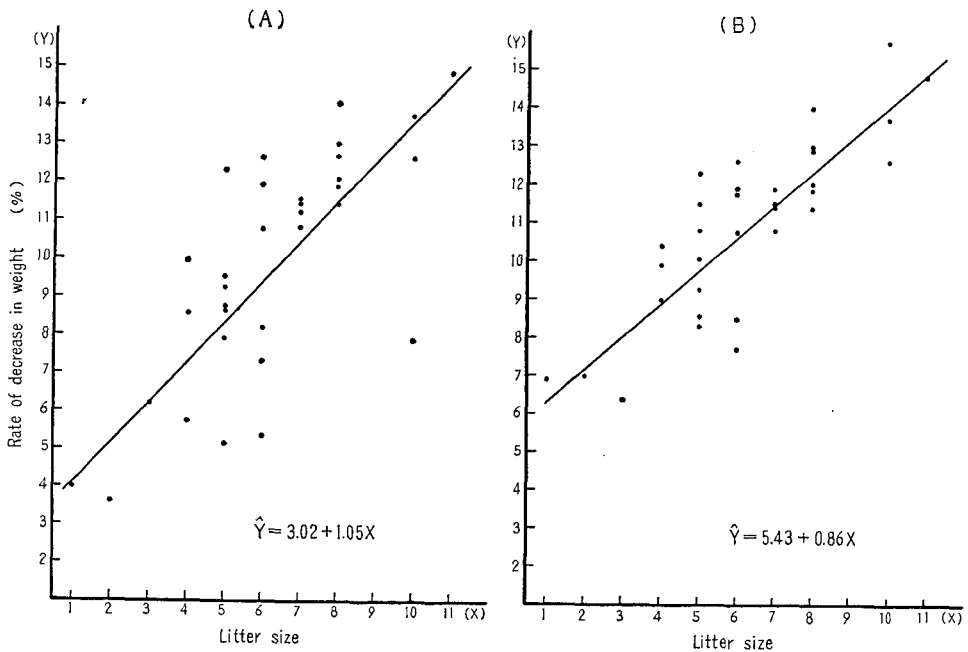 (A)
(Y)
15
14
13
12
11
10
9
8
7
6
5
4
3
2
Rate of decrease in weight (%)
Ŷ=3.02+1.05X
1 2 3 4 5 6 7 8 9 10 11 (X)
Litter size
(B)
(Y)
15
14
13
12
11
10
9
8
7
6
5
4
3
2
Ŷ=5.43+0.86X
1 2 3 4 5 6 7 8 9 10 11 (X)
Litter size